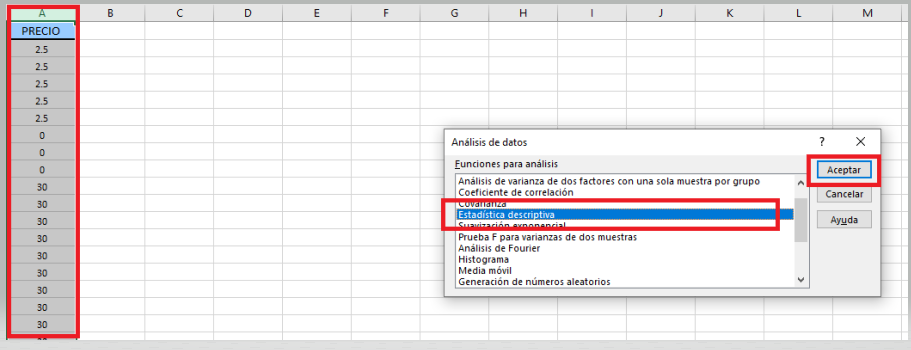 A B C D E F G H I J K L M
PRECIO
2.5
2.5
2.5
2.5
2.5
0
0
0
30
30
30
30
30
30
30
30
30
Análisis de datos ? X
Funciones para análisis
Análisis de varianza de dos factores con una sola muestra por grupo
Coeficiente de correlación
Covarianza
Estadística descriptiva
Suavización exponencial
Prueba F para varianzas de dos muestras
Análisis de Fourier
Histograma
Media móvil
Generación de números aleatorios
Aceptar
Cancelar
Ayuda